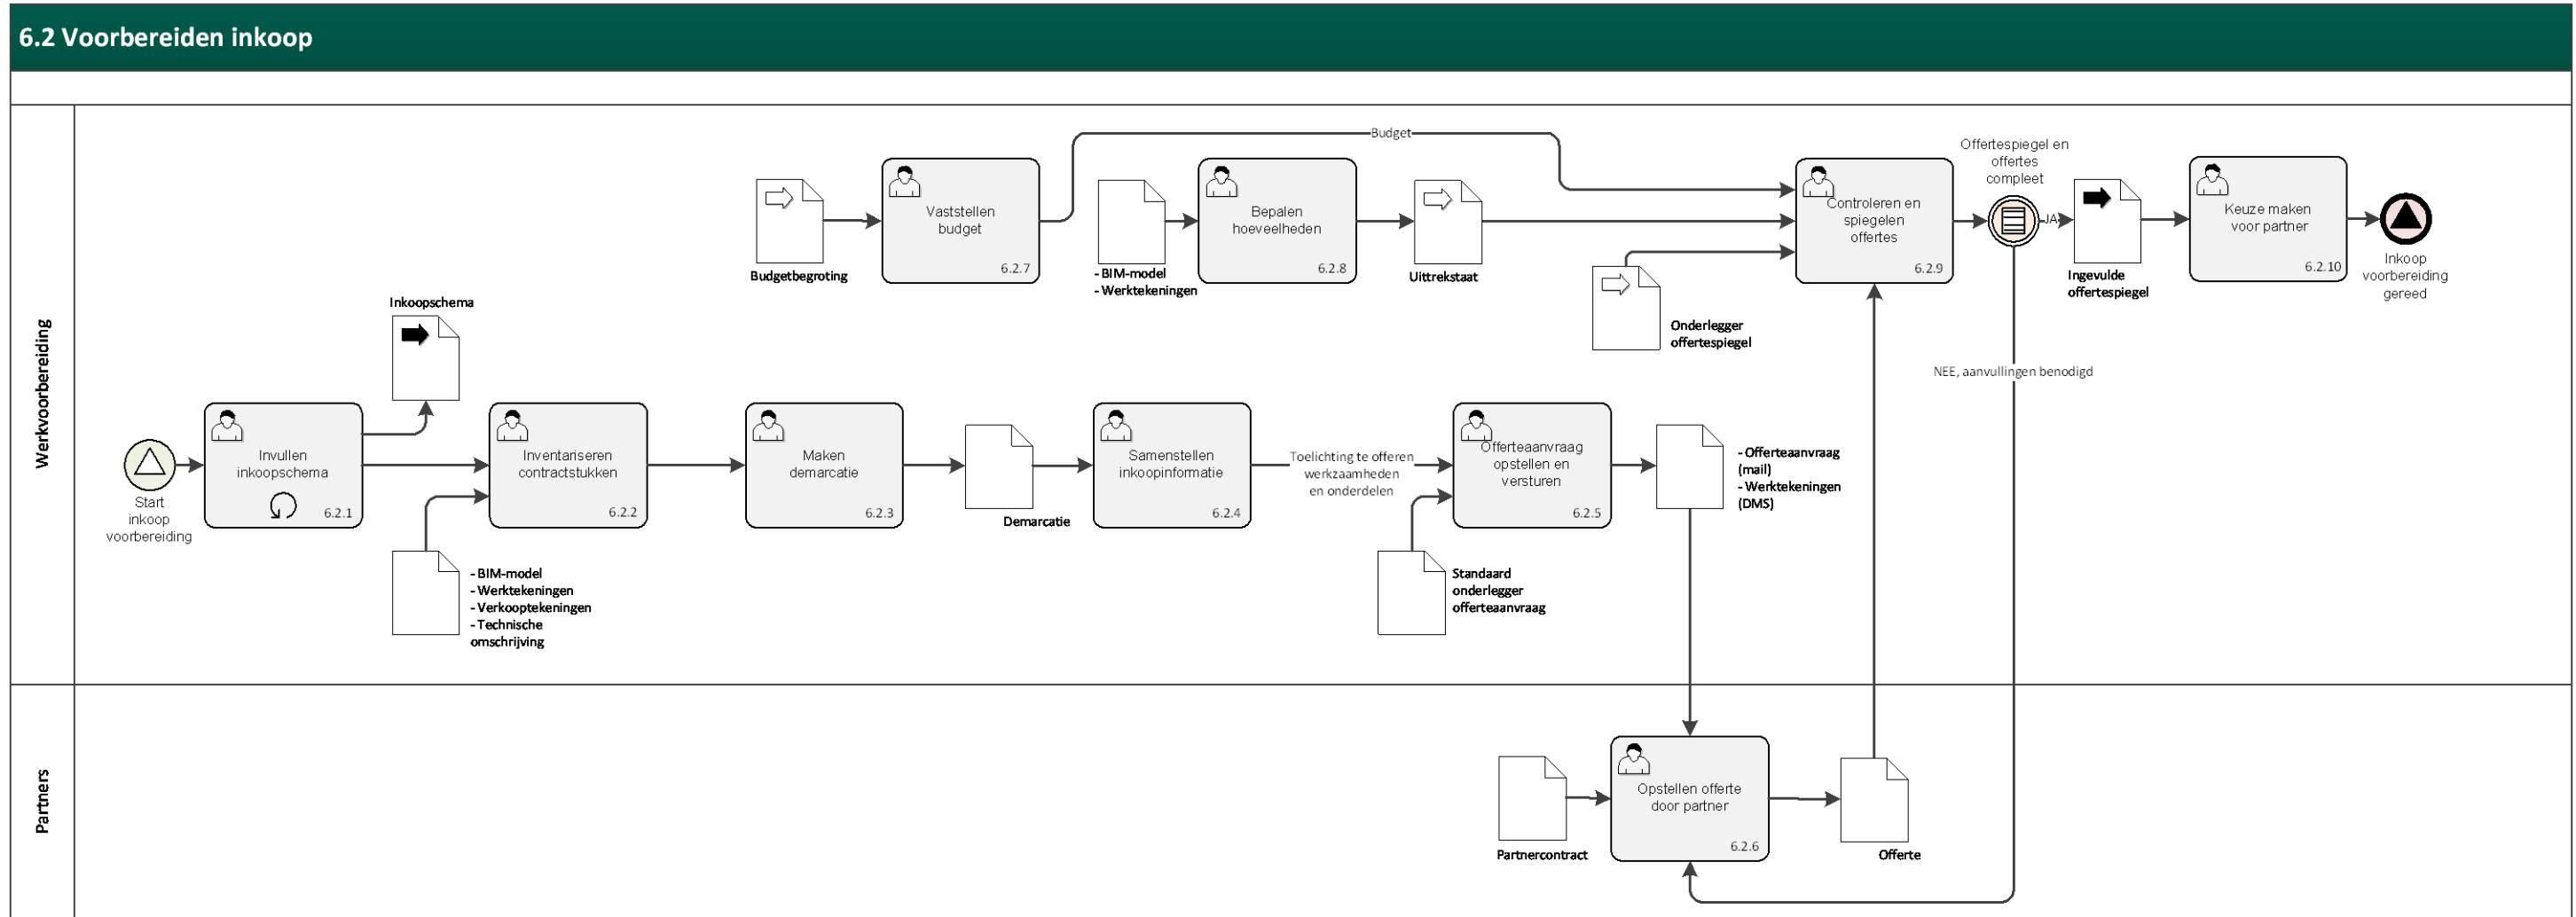 6.2 Voorbereiden inkoop
Werkvoorbereiding
Budget
Budgetbegroting
Vaststellen
budget
6.2.7
- BIM-model
- Werktekeningen
Bepalen
hoeveelheden
6.2.8
Uittrekstaat
Onderlegger
offertespiegel
Controleren en
spiegelen
offertes
6.2.9
Offertespiegel en
offertes
compleet
JA
Ingevulde
offertespiegel
Keuze maken
voor partner
6.2.10
Inkoop
voorbereiding
gereed
NEE, aanvullingen benodigd
Inkoopschema
Start
inkoop
voorbereiding
Invullen
inkoopschema
6.2.1
- BIM-model
- Werktekeningen
- Verkooptekeningen
- Technische
omschrijving
Inventariseren
contractstukken
6.2.2
Maken
demarcatie
6.2.3
Demarcatie
Samenstellen
inkoopinformatie
6.2.4
Toelichting te offeren
werkzaamheden
en onderdelen
Standaard
onderlegger
offerteaanvraag
Offerteaanvraag
opstellen en
versturen
6.2.5
- Offerteaanvraag
(mail)
- Werktekeningen
(DMS)
Partners
Partnercontract
Opstellen offerte
door partner
6.2.6
Offerte